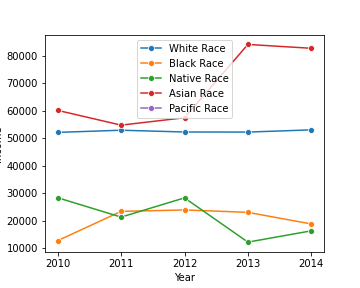 80000
70000
60000
50000
40000
30000
20000
10000
White Race
Black Race
Native Race
Asian Race
Pacific Race
2010 2011 2012 2013 2014
Year